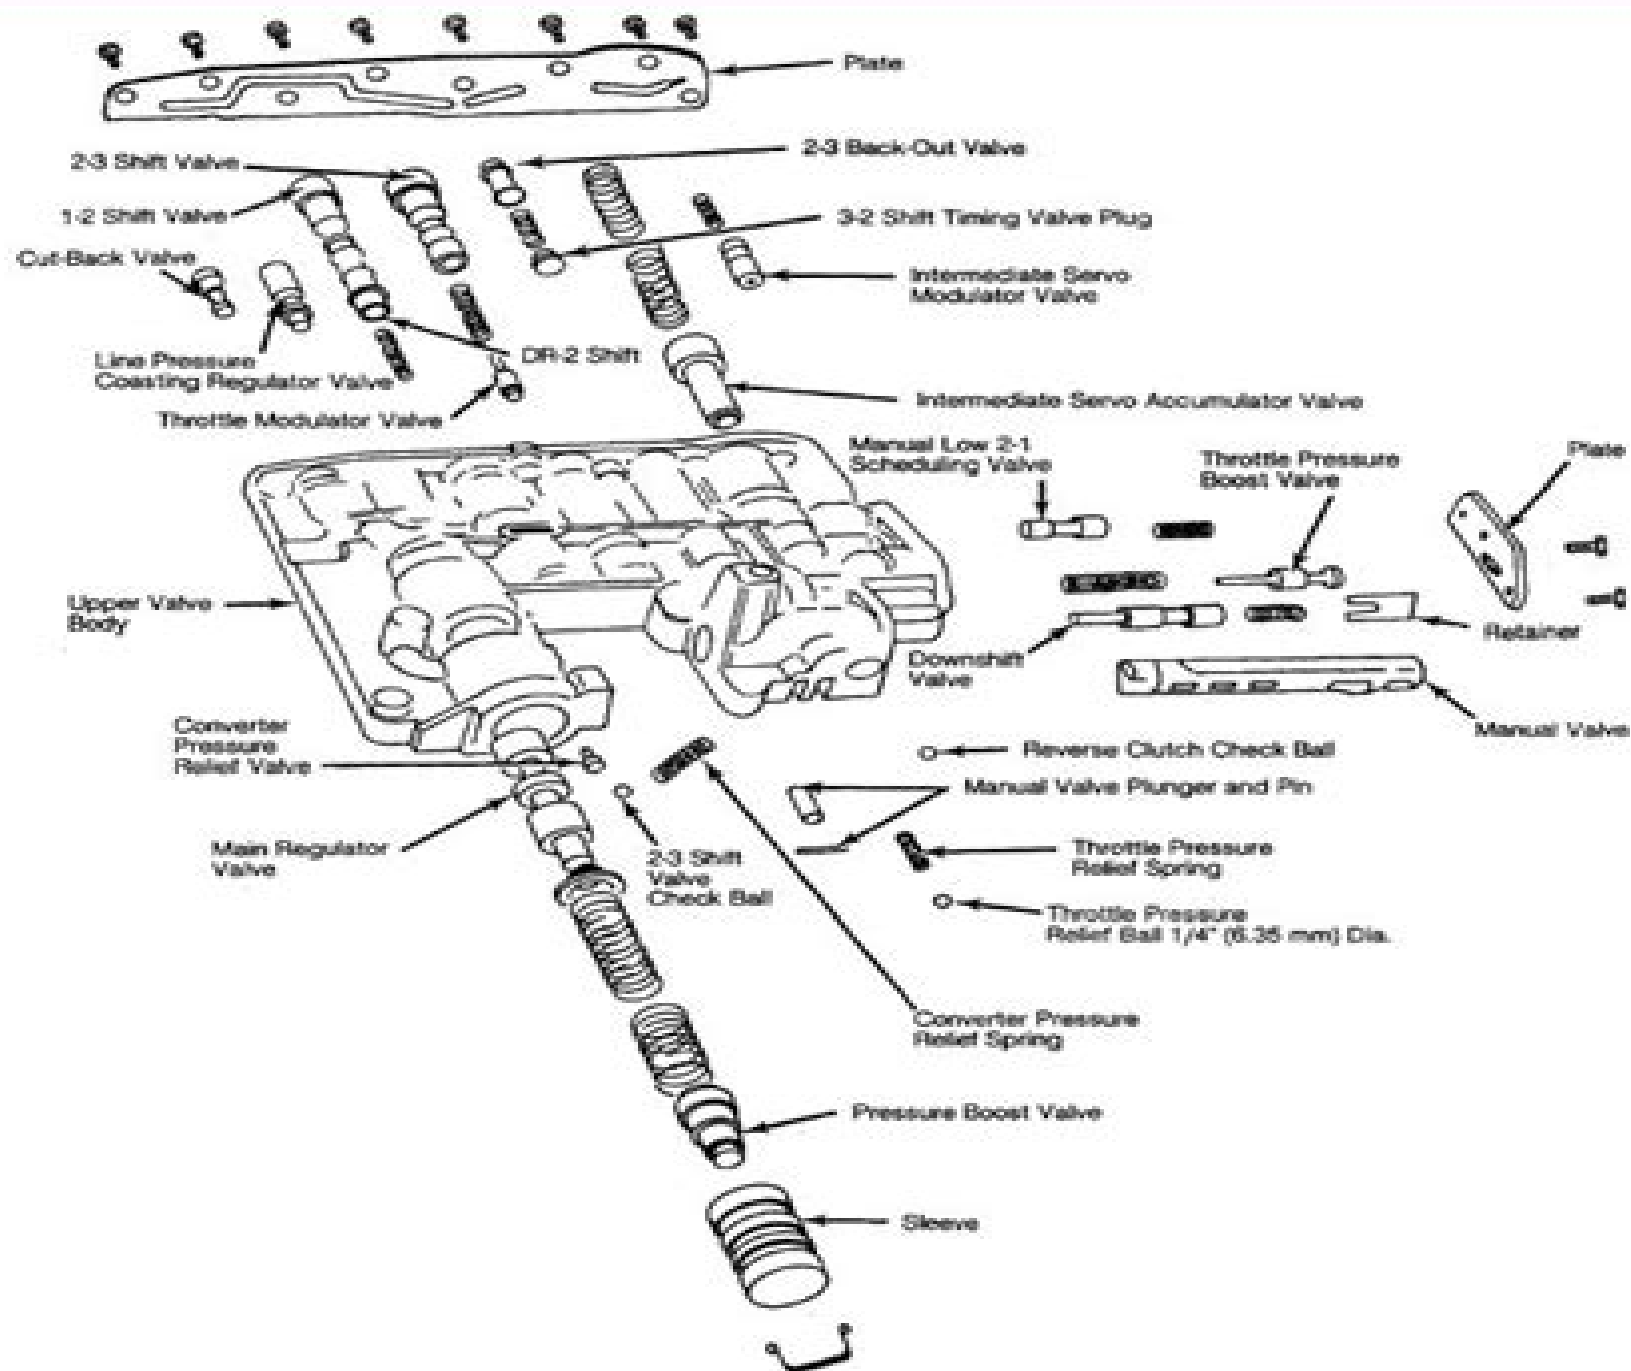 Plate
2-3 Shift Valve
2-3 Back-Out Valve
1-2 Shift Valve
3-2 Shift Timing Valve Plug
Cut-Back Valve
Intermediate Servo
Modulator Valve
Line Pressure
Coasting Regulator Valve
DR-2 Shift
Throttle Modulator Valve
Intermediate Servo Accumulator Valve
Manual Low 2-1
Scheduling Valve
Throttle Pressure
Boost Valve
Plate
Upper Valve
Body
Retainer
Downshift
Valve
Manual Valve
Converter
Pressure
Relief Valve
Reverse Clutch Check Ball
Manual Valve Plunger and Pin
Main Regulator
Valve
2-3 Shift
Valve
Check Ball
Throttle Pressure
Relief Spring
Throttle Pressure
Relief Ball 1/4" (6.35 mm) Dia.
Converter Pressure
Relief Spring
Pressure Boost Valve
Sleeve